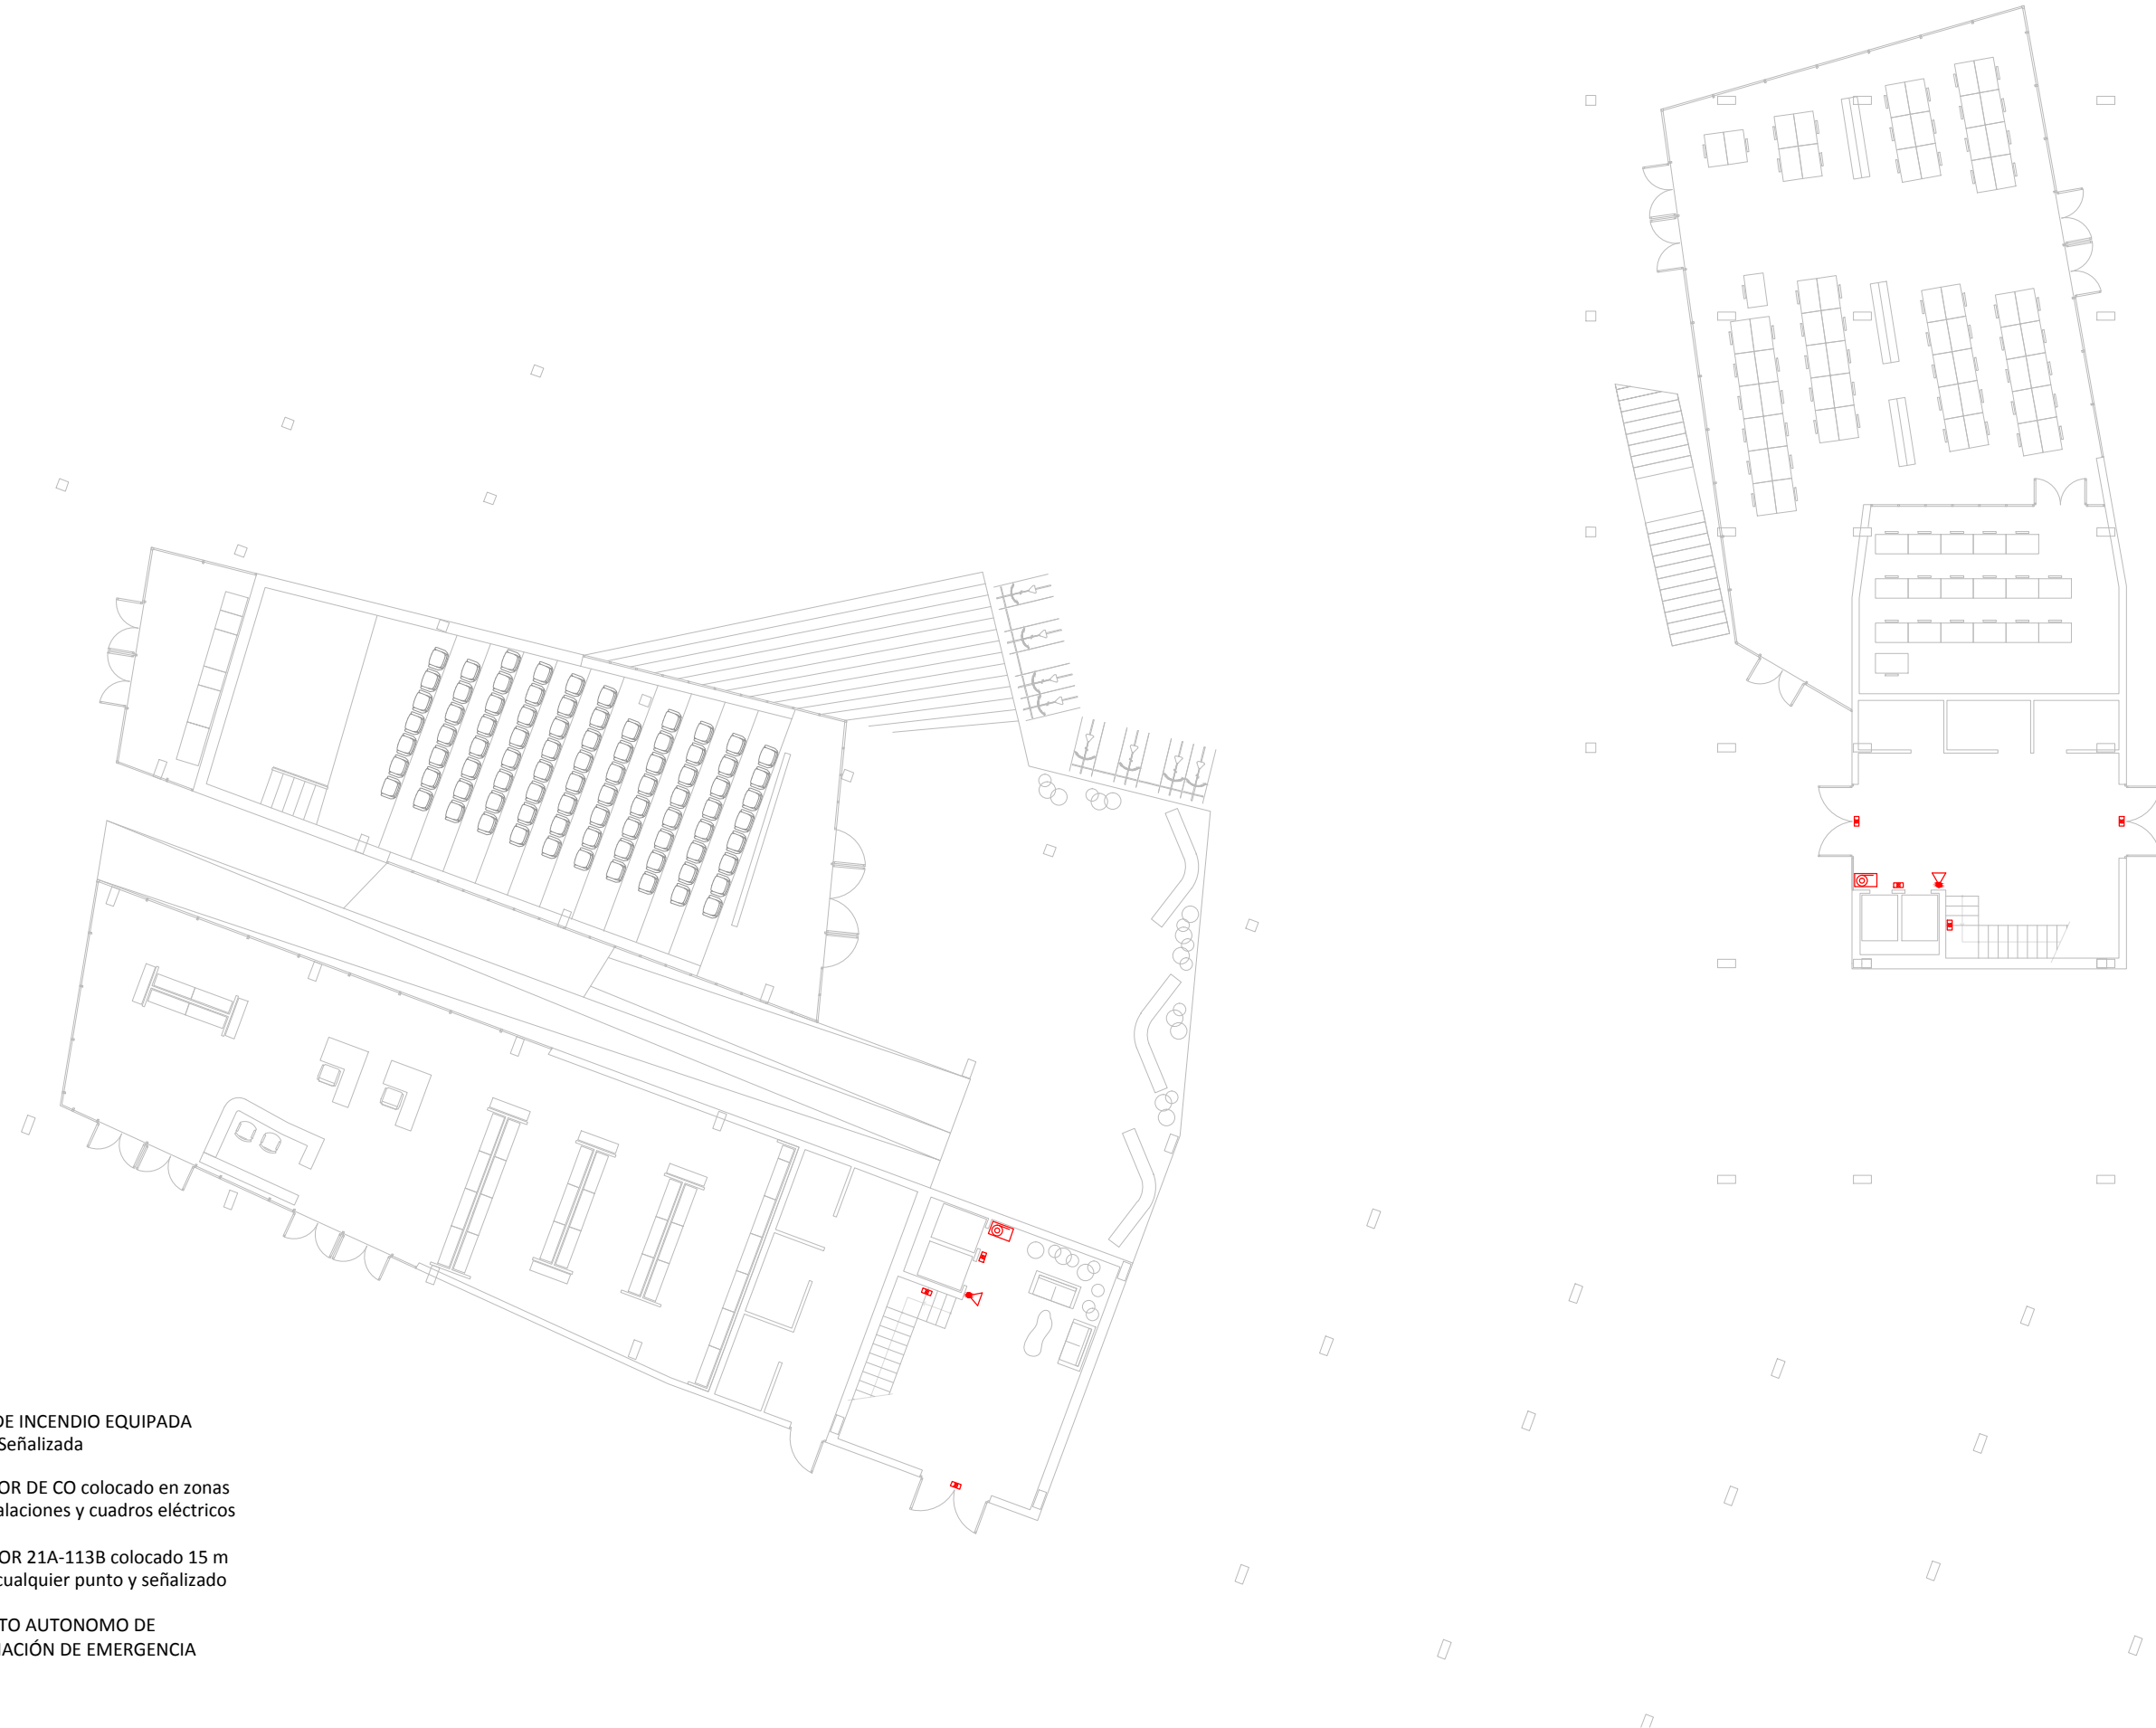 DE INCENDIO EQUIPADA
Señalizada
OR DE CO colocado en zonas
alaciones y cuadros eléctricos
OR 21A-113B colocado 15 m
cualquier punto y señalizado
TO AUTONOMO DE
IACIÓN DE EMERGENCIA